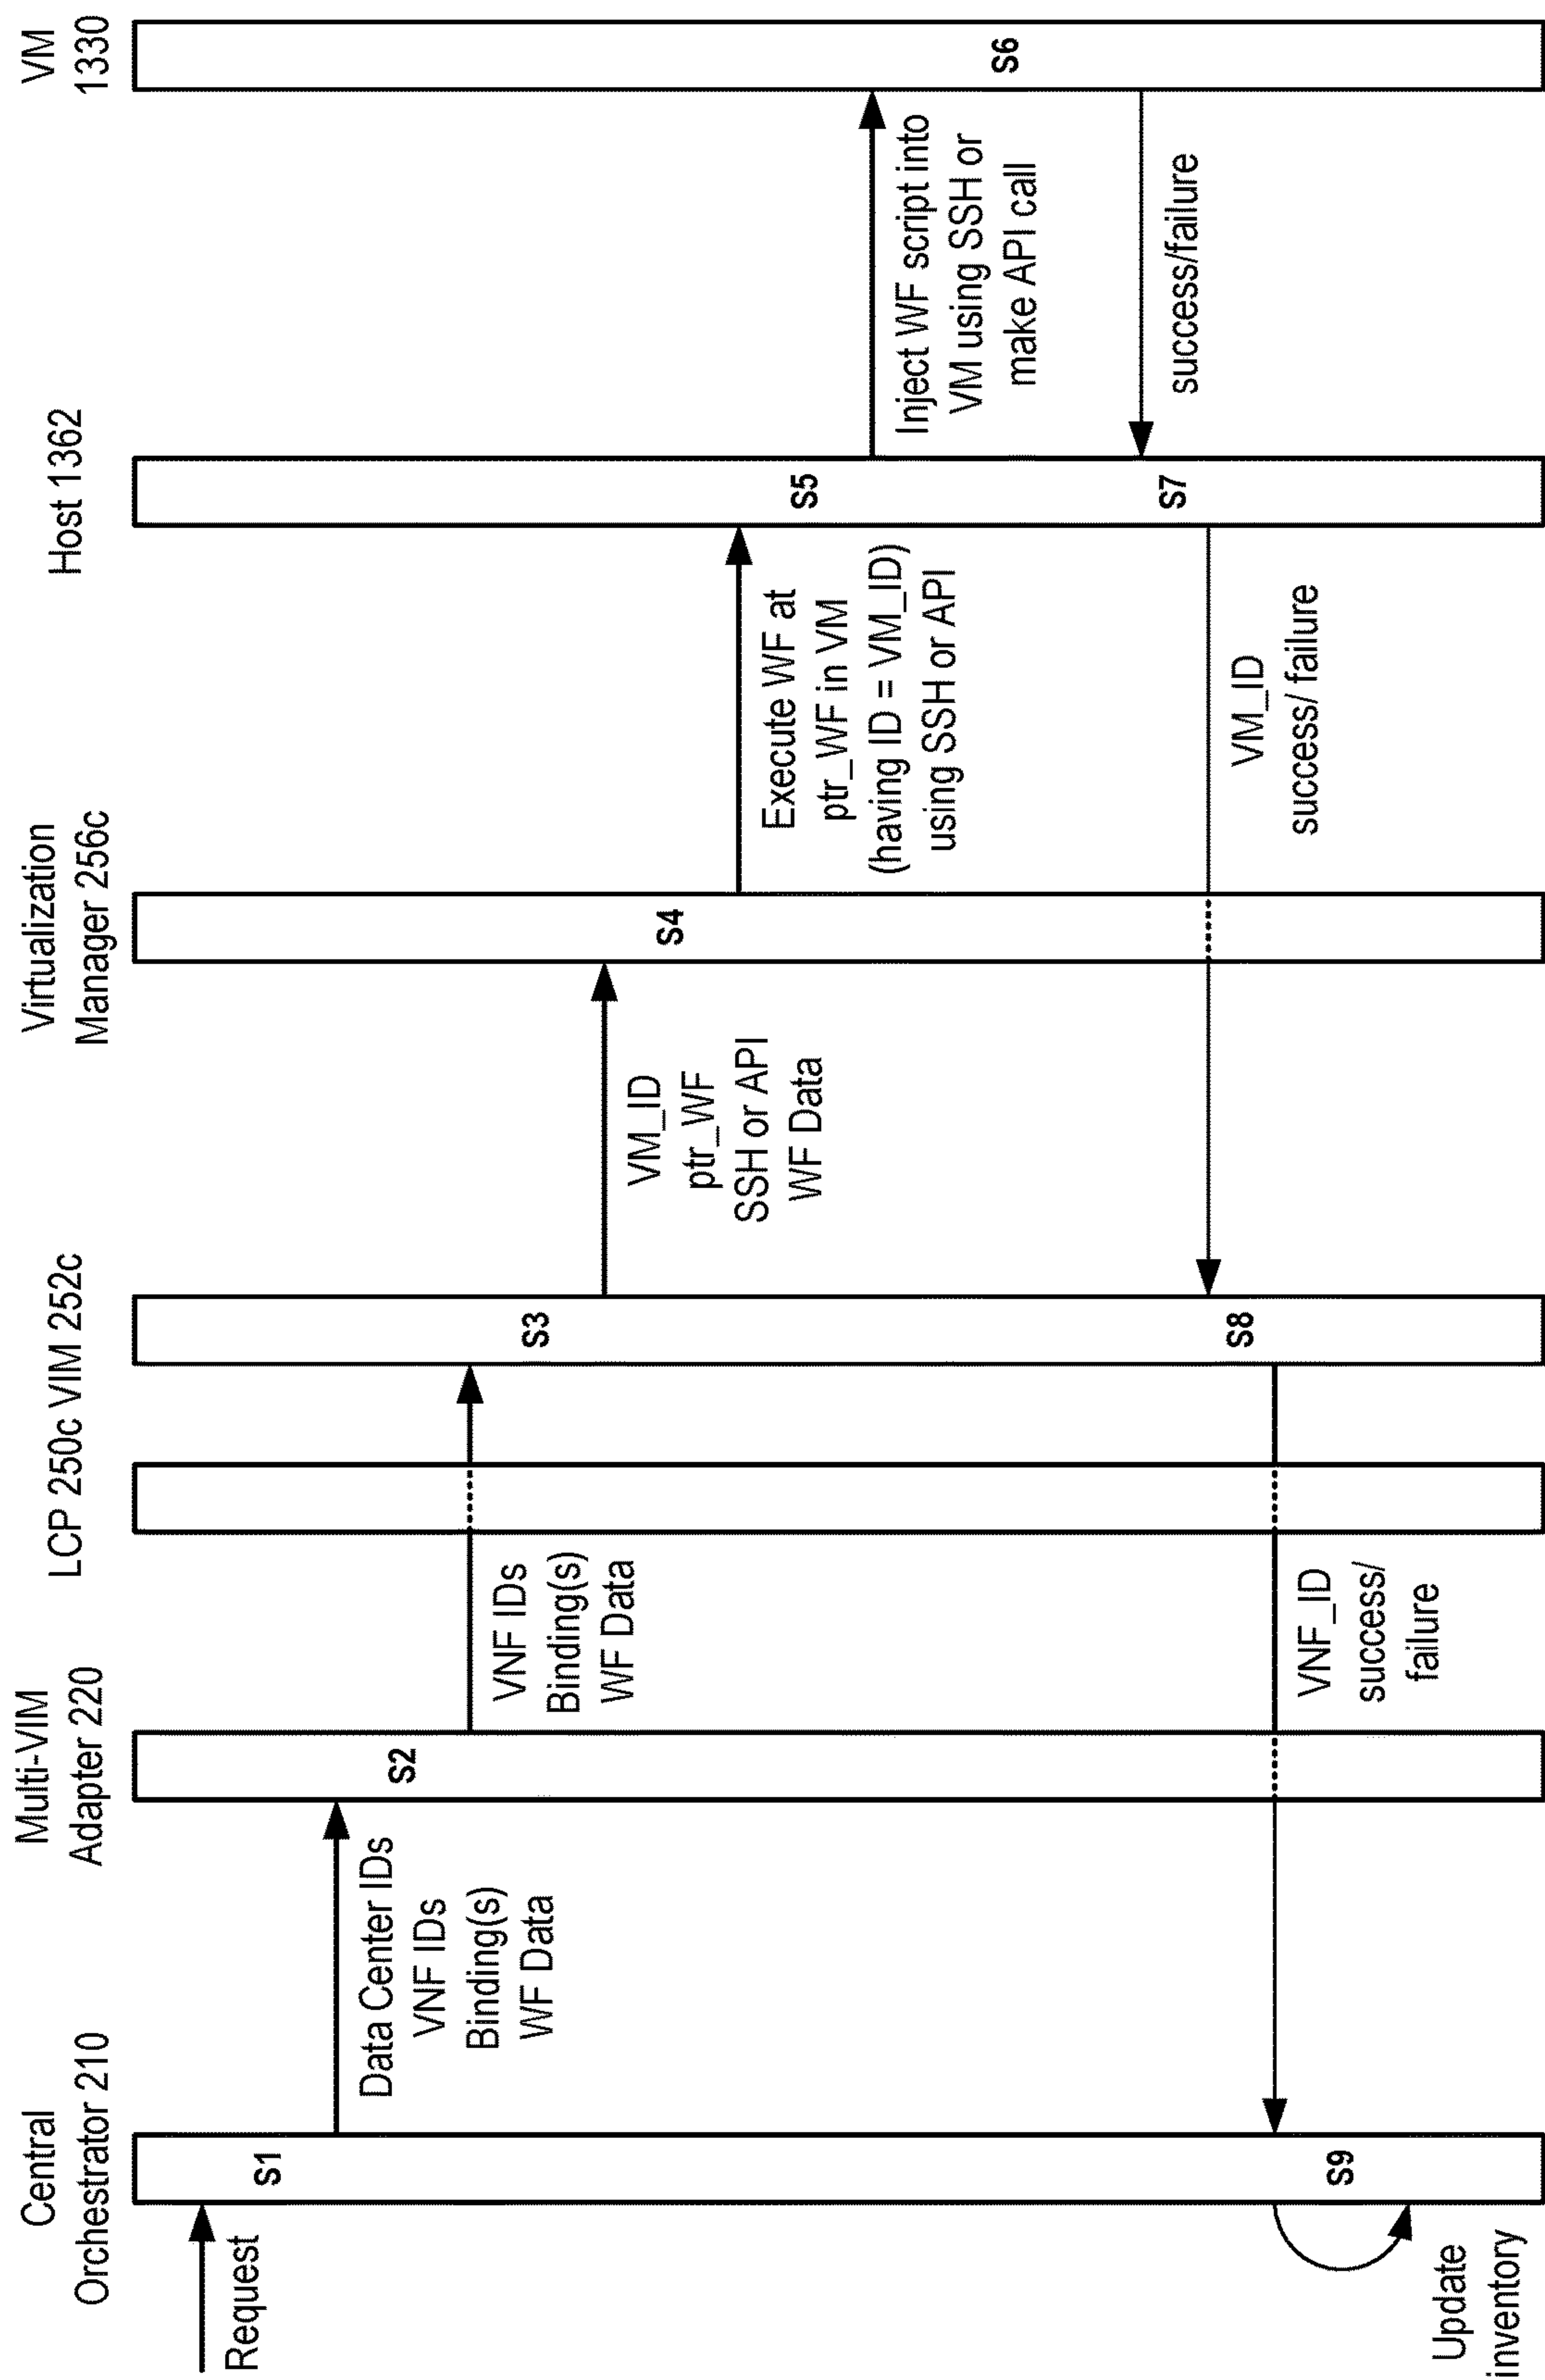 Central
Orchestrator 210
Multi-VIM
Adapter 220
LCP 250c VIM 252c
Virtualization
Manager 256c
Host 1362
VM
1330
Request
S1
Data Center IDs
VNF IDs
Binding(s)
WF Data
S2
VNF IDs
Binding(s)
WF Data
S3
VM_ID
ptr_WF
SSH or API
WF Data
S4
Execute WF at
ptr_WF in VM
(having ID = VM_ID)
using SSH or API
S5
Inject WF script into
VM using SSH or
make API call
S6
success/failure
S7
VM_ID
success/ failure
S8
VNF_ID
success/
failure
S9
Update
inventory